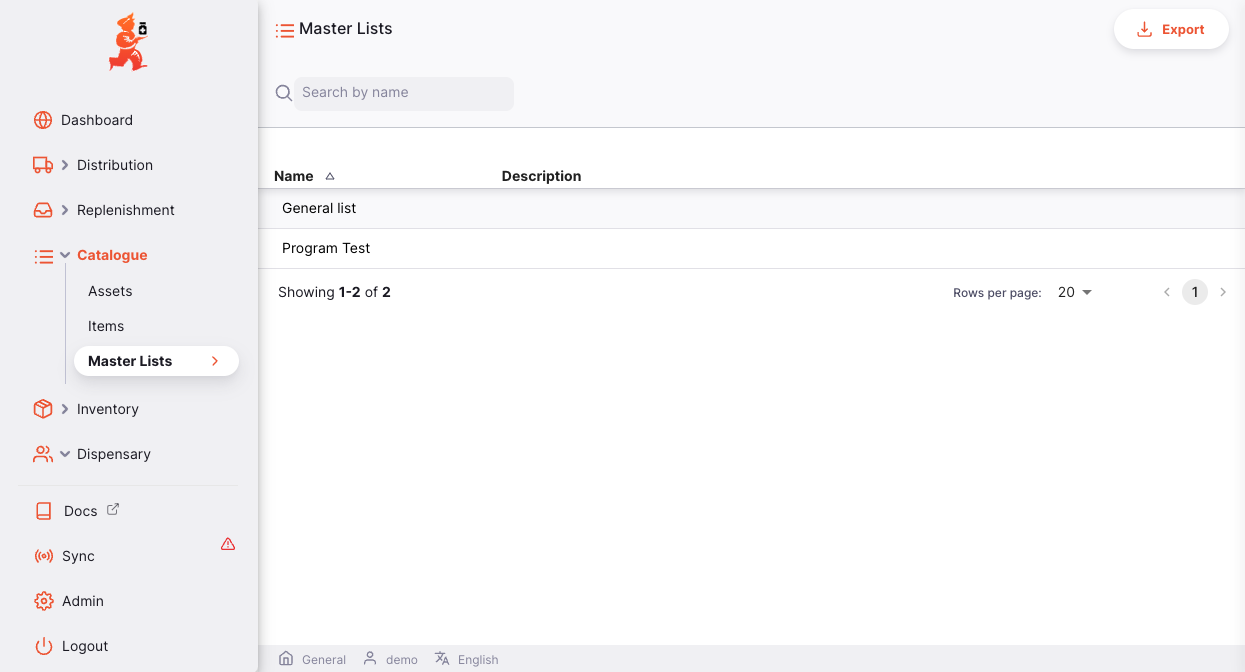 Dashboard
Distribution
Replenishment
Catalogue
Assets
Items
Master Lists
Inventory
Dispensary
Docs
Sync
Admin
Logout
Master Lists
Export
Search by name
Name Description
General list
Program Test
Showing 1-2 of 2 Rows per page: 20 1
General demo English